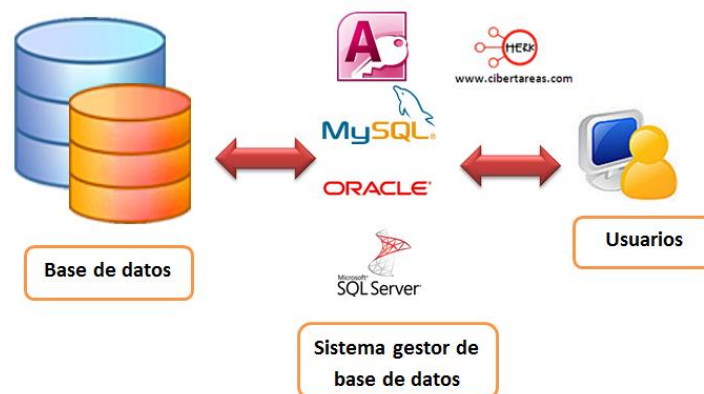 A
HERK
www.cibertareas.com
MySQL®
ORACLE®
Microsoft®
SQL Server®
Base de datos
Usuarios
Sistema gestor de
base de datos